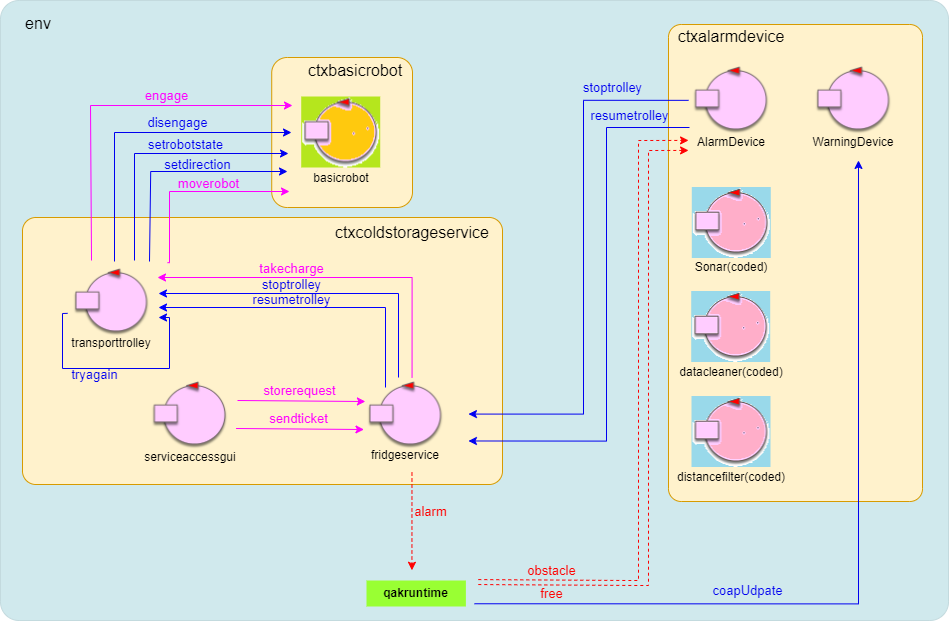 env
ctxalarmdevice
ctxbasicrobot
engage
disengage
setrobotstate
setdirection
moverobot
basicrobot
stoptrolley
resumetrolley
AlarmDevice
WarningDevice
ctxcoldstorageservice
takecharge
stoptrolley
resumetrolley
transporttrolley
tryagain
Sonar(coded)
datacleaner(coded)
storerequest
sendticket
serviceaccessgui
fridgeservice
distancefilter(coded)
alarm
obstacle
free
qakruntime
coapUdpate